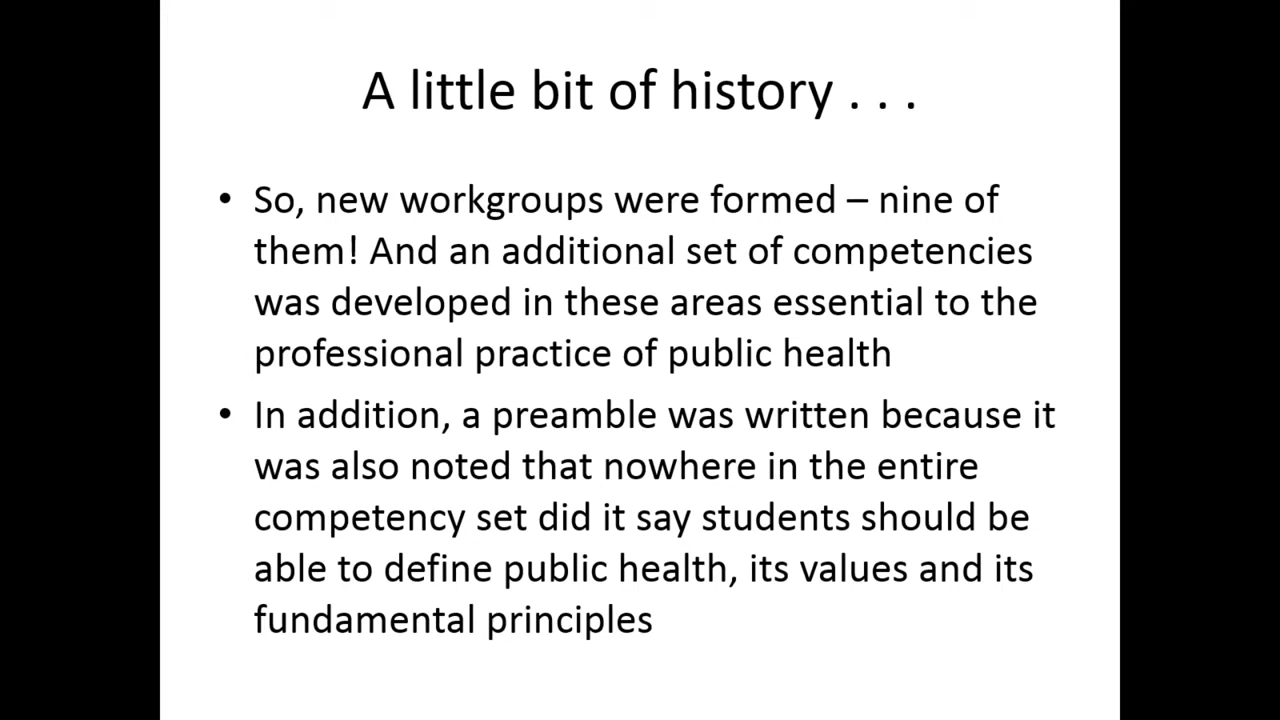 A little bit of history . . .
• So, new workgroups were formed – nine of
them! And an additional set of competencies
was developed in these areas essential to the
professional practice of public health
• In addition, a preamble was written because it
was also noted that nowhere in the entire
competency set did it say students should be
able to define public health, its values and its
fundamental principles